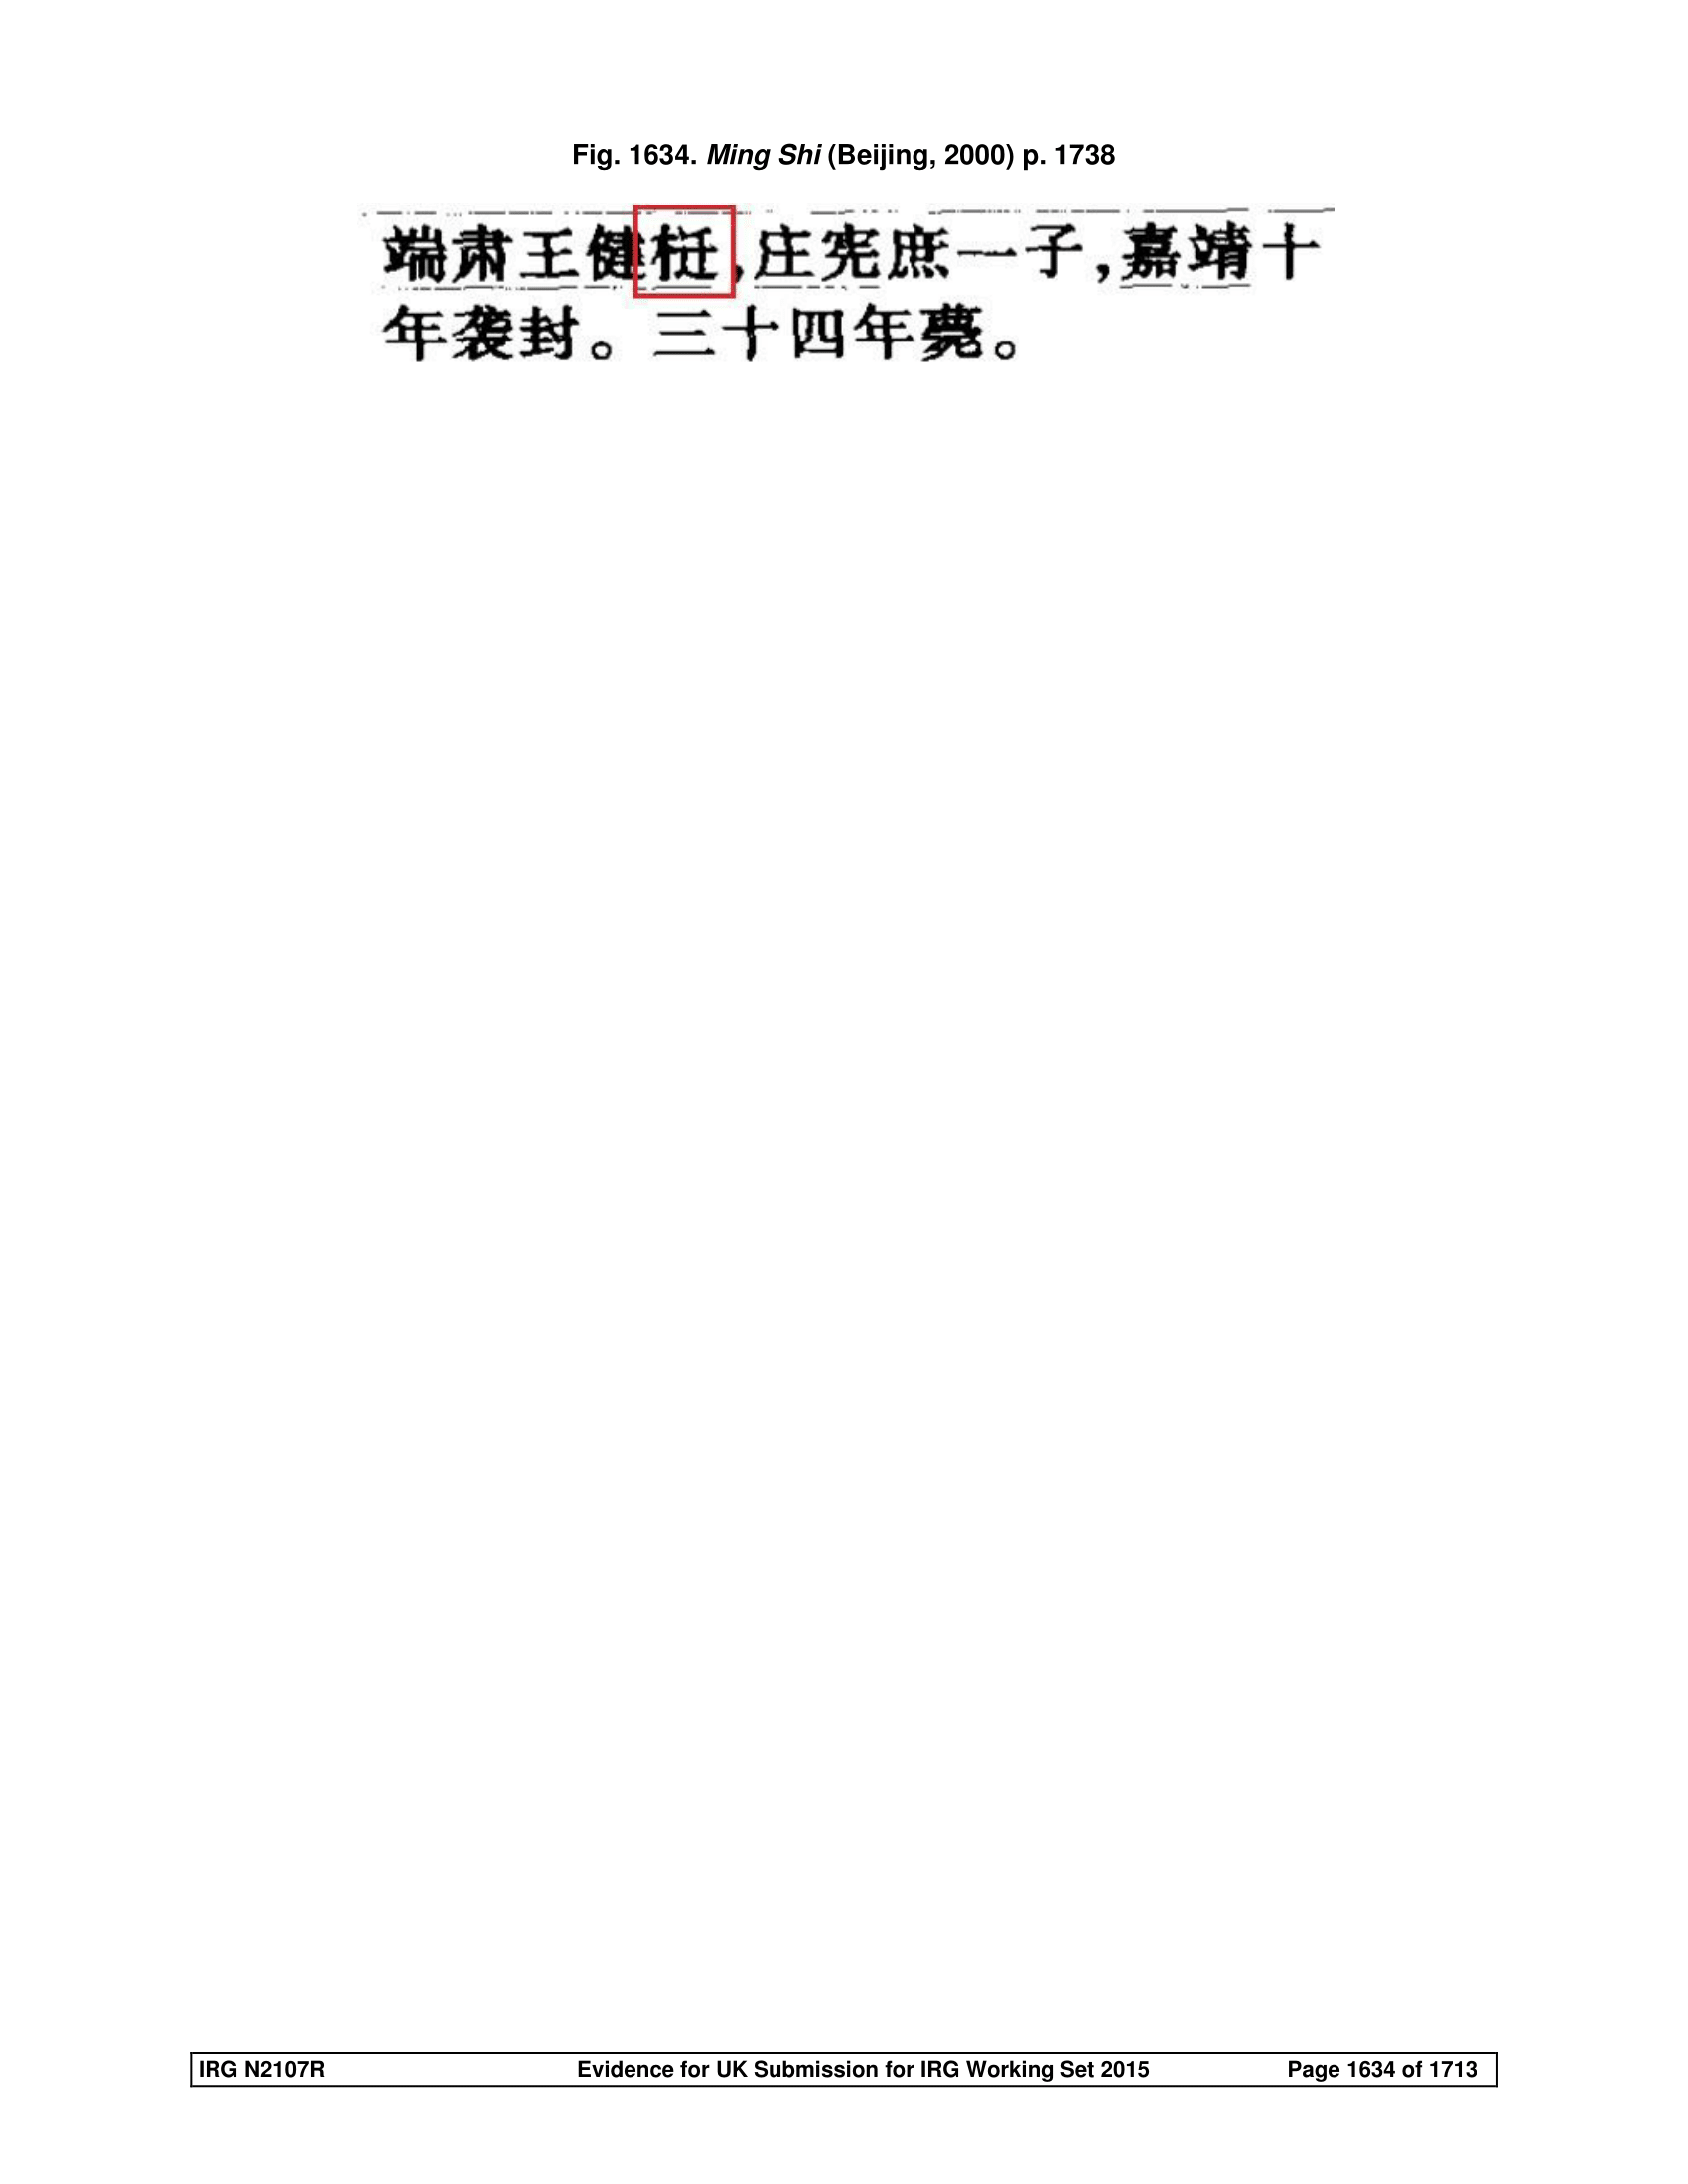 Fig. 1634. Ming Shi (Beijing, 2000) p. 1738
端肃王健,庄宪庶一子,嘉靖十
年袭封。三十四年薨。
IRG N2107R Evidence for UK Submission for IRG Working Set 2015 Page 1634 of 1713